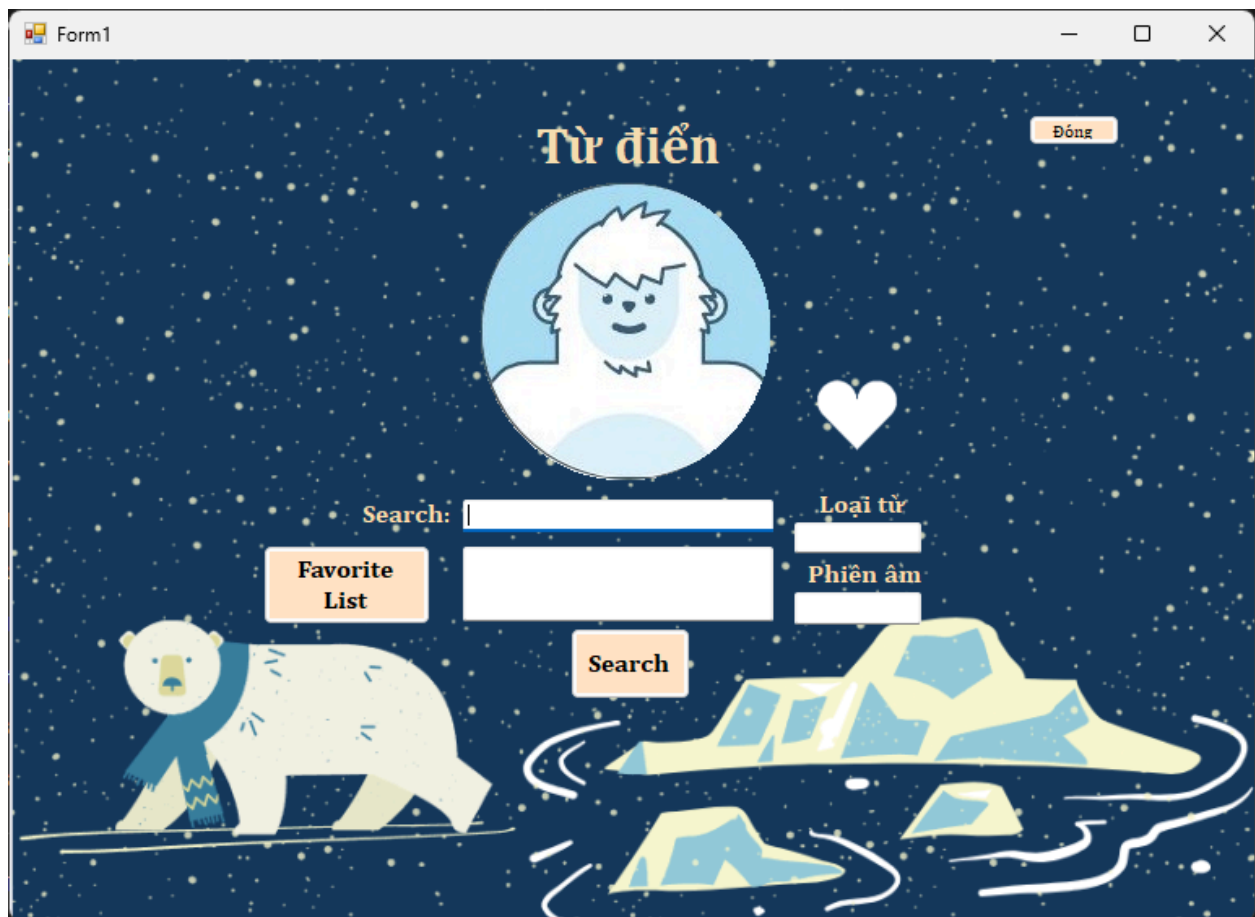 Form1
Đóng
Từ điển
Search:
Loại từ
Favorite
List
Phiên âm
Search